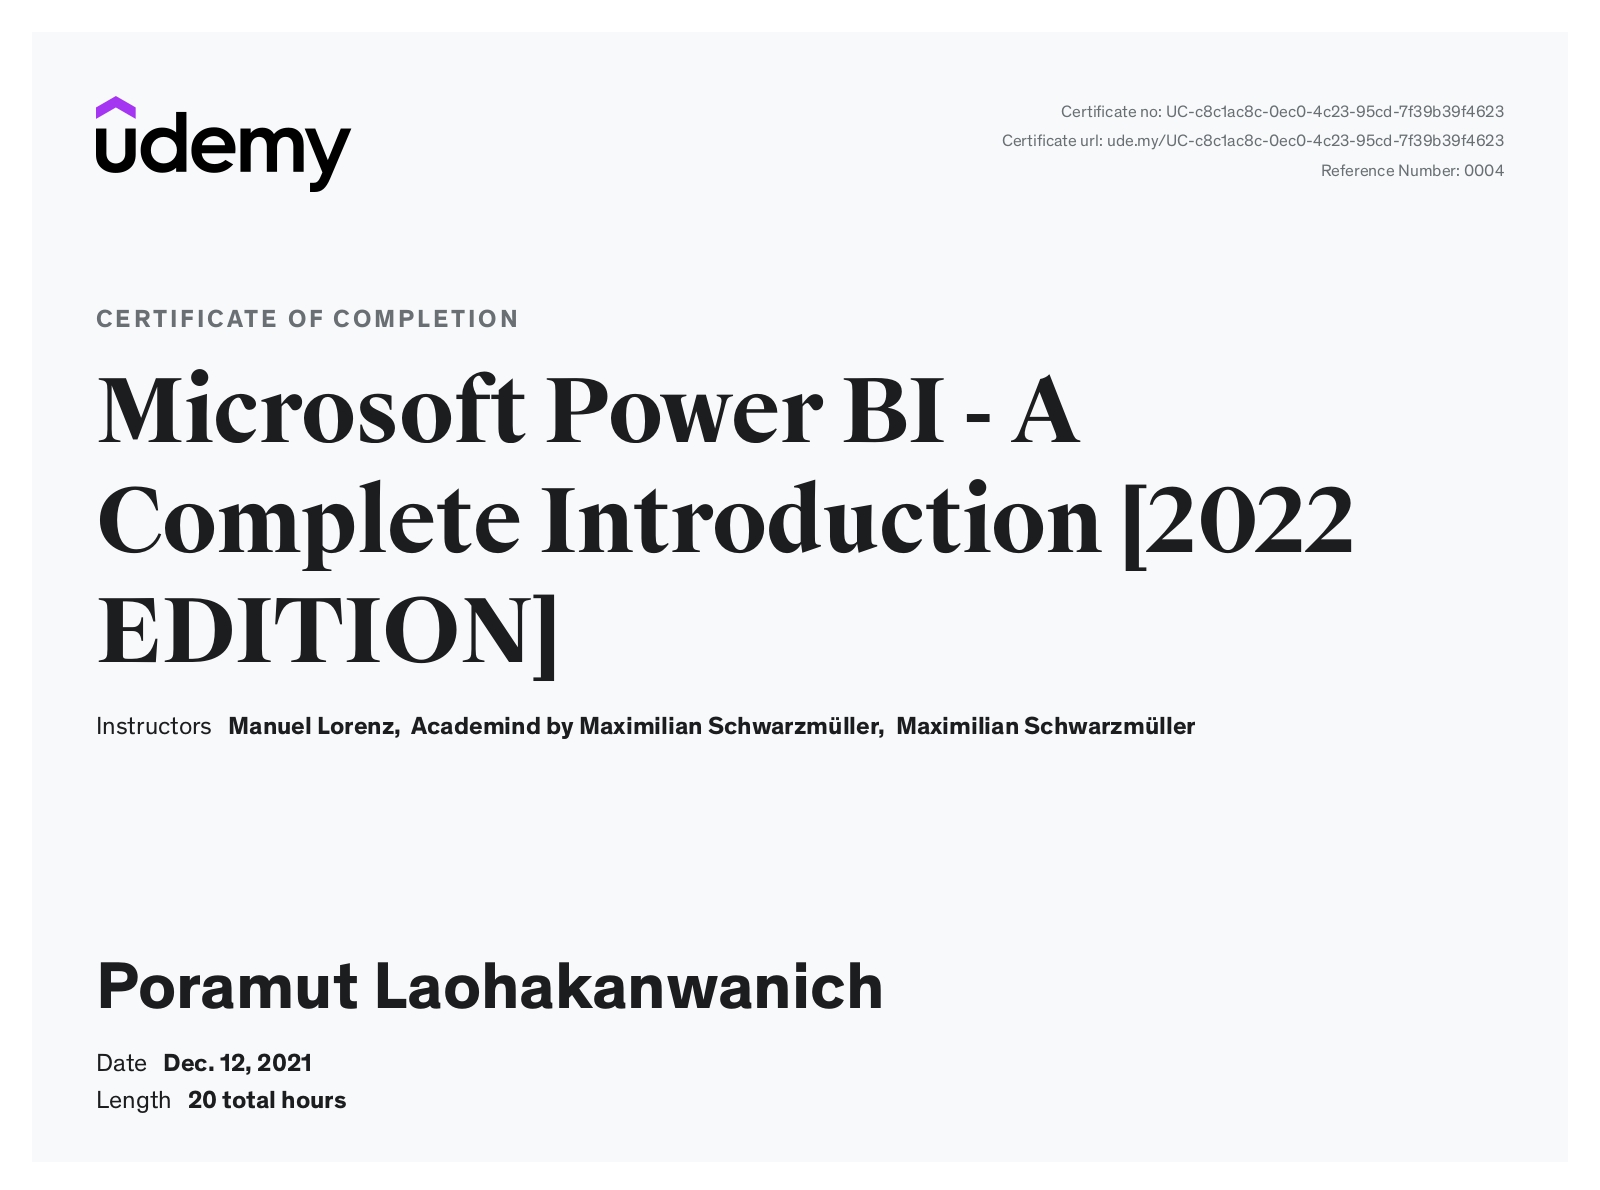 udemy
Certificate no: UC-c8c1ac8c-0ec0-4c23-95cd-7f39b39f4623
Certificate url: ude.my/UC-c8c1ac8c-0ec0-4c23-95cd-7f39b39f4623
Reference Number: 0004
CERTIFICATE OF COMPLETION
Microsoft Power BI - A
Complete Introduction [2022
EDITION]
Instructors Manuel Lorenz, Academind by Maximilian Schwarzmüller, Maximilian Schwarzmüller
Poramut Laohakanwanich
Date Dec. 12, 2021
Length 20 total hours